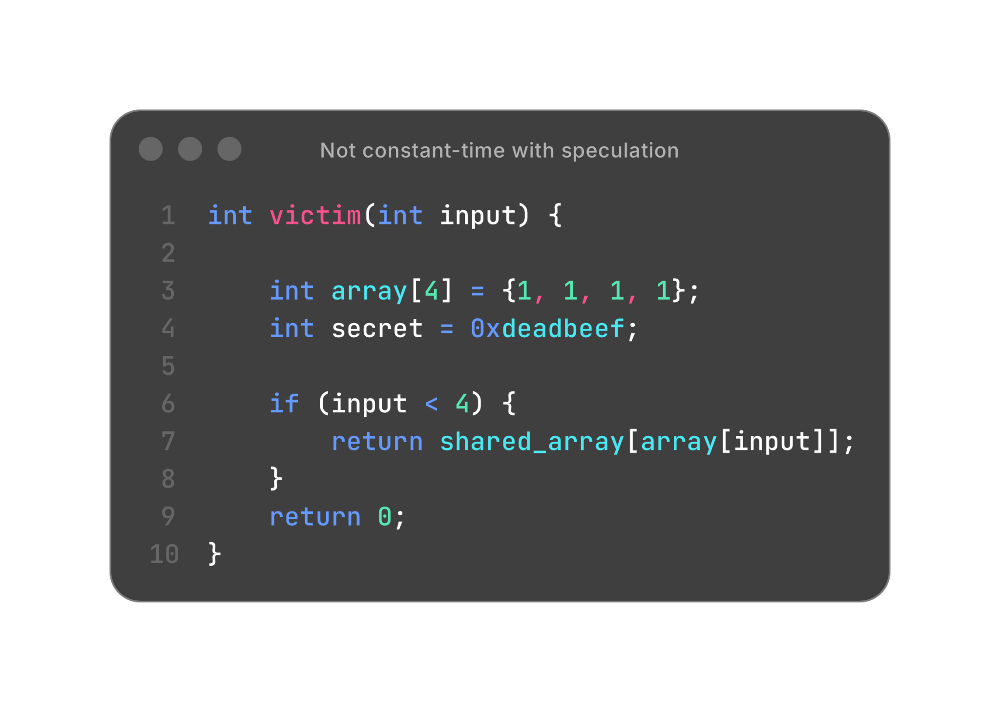 Not constant-time with speculation
1 int victim(int input) {
2
3     int array[4] = {1, 1, 1, 1};
4     int secret = 0xdeadbeef;
5
6     if (input < 4) {
7         return shared_array[array[input]];
8     }
9     return 0;
10 }